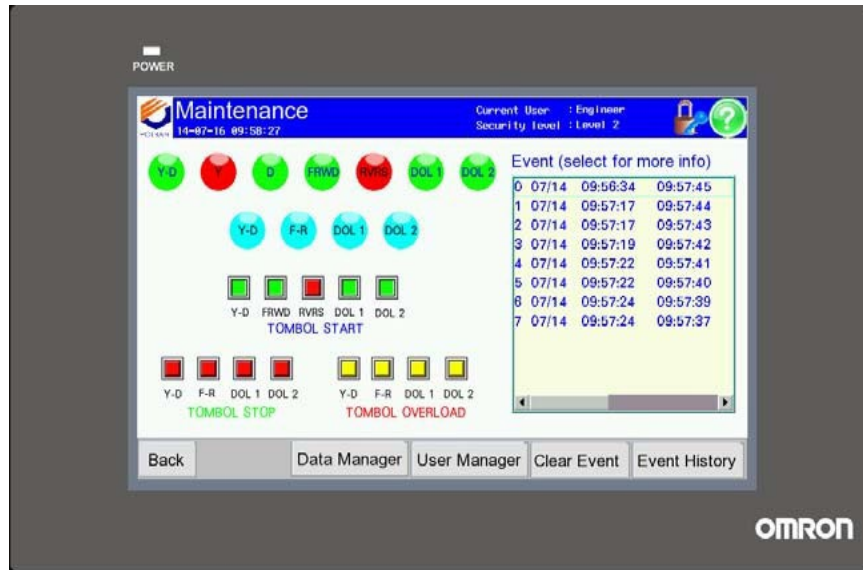 POWER
Maintenance
14-07-16 09:58:27
Current User : Engineer
Security level : Level 2
Y-D Y D FRWD RVRS DOL 1 DOL 2
Y-D F-R DOL 1 DOL 2
Y-D FRWD RVRS DOL 1 DOL 2
TOMBOL START
Y-D F-R DOL 1 DOL 2
TOMBOL STOP
Y-D F-R DOL 1 DOL 2
TOMBOL OVERLOAD
Event (select for more info)
0 07/14 09:56:34 09:57:45
1 07/14 09:57:17 09:57:44
2 07/14 09:57:17 09:57:43
3 07/14 09:57:19 09:57:42
4 07/14 09:57:22 09:57:41
5 07/14 09:57:22 09:57:40
6 07/14 09:57:24 09:57:39
7 07/14 09:57:24 09:57:37
Back
Data Manager
User Manager
Clear Event
Event History
OMRON